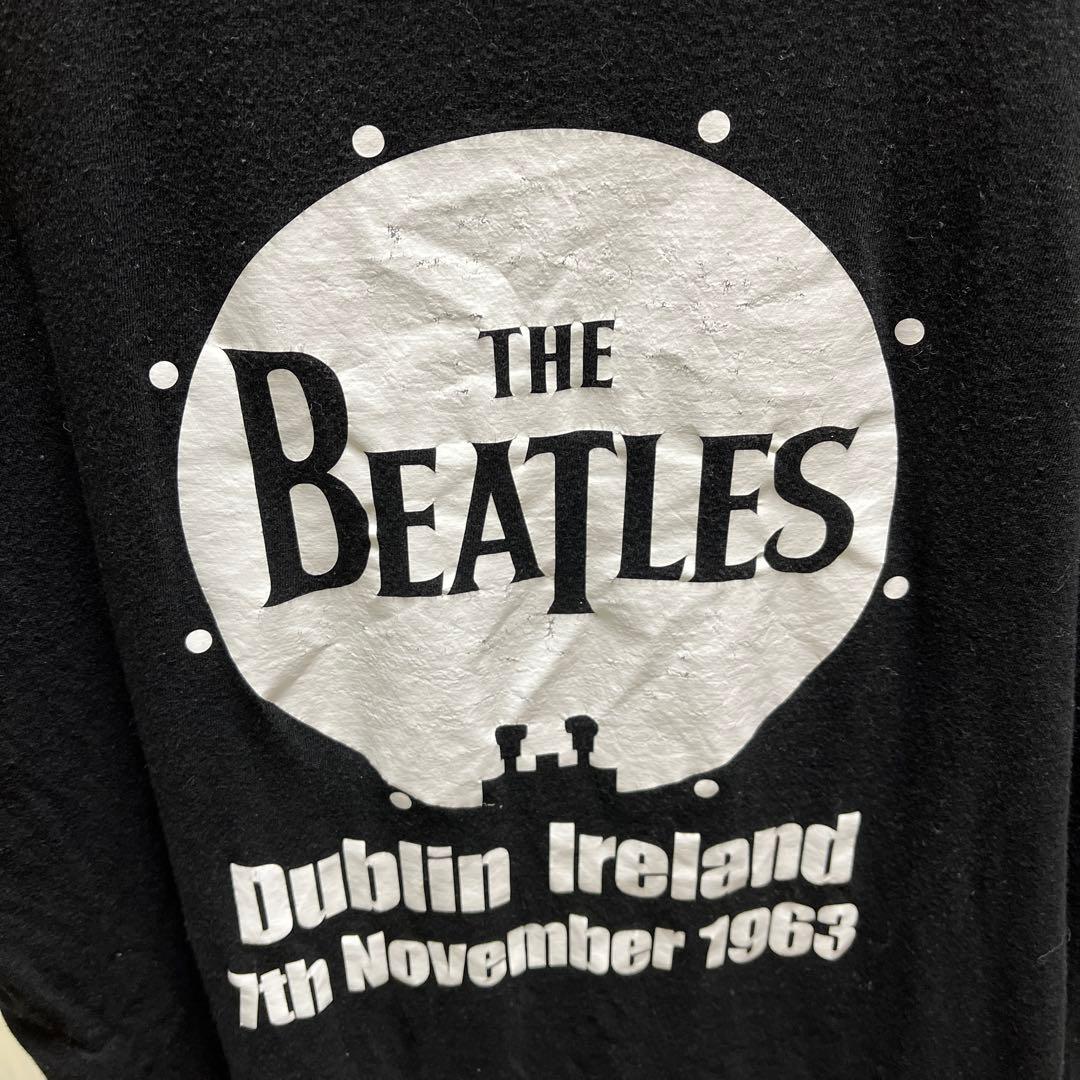 THE
BEATLES
Dublin Ireland
7th November 1963